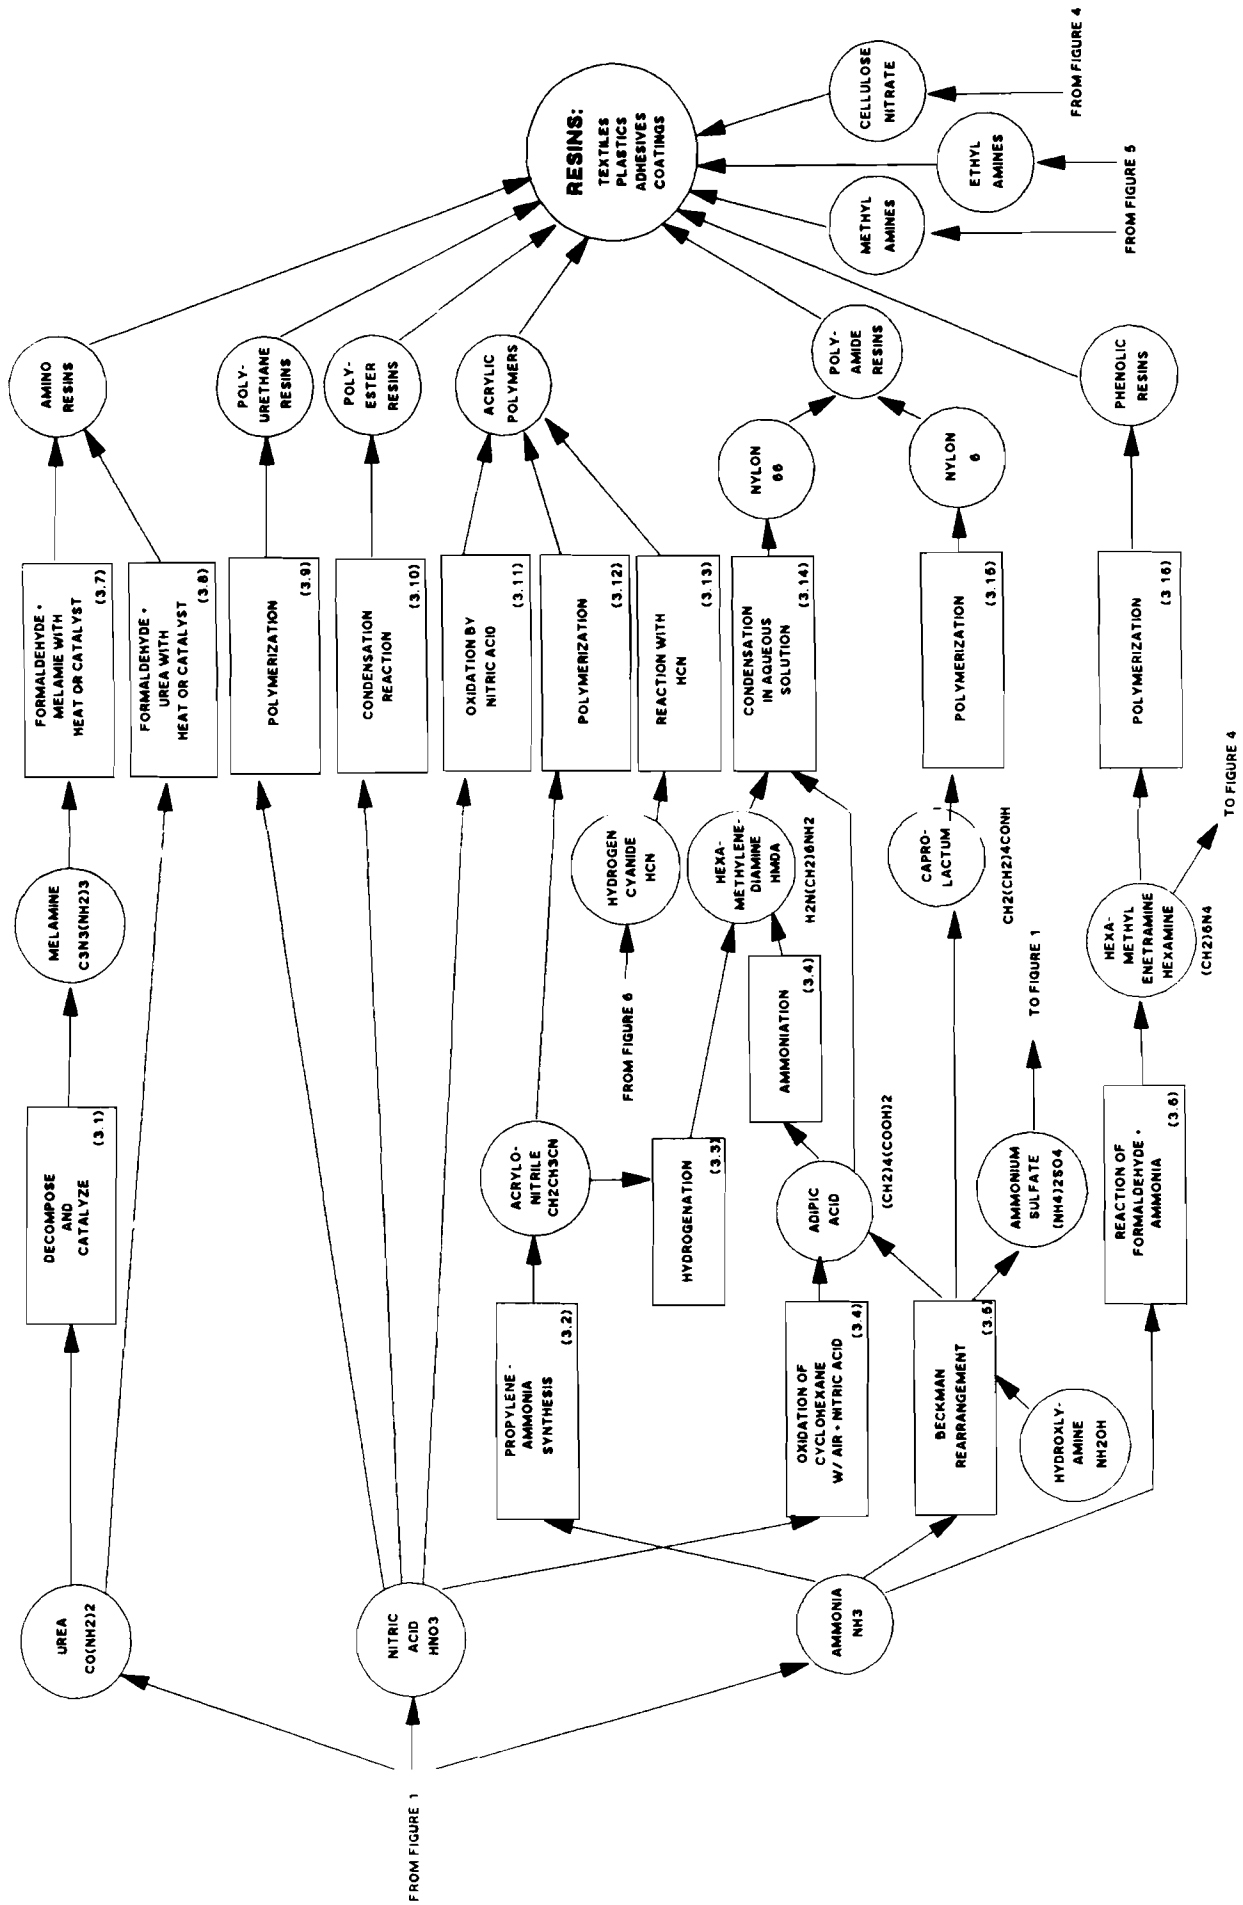 FROM FIGURE 1
UREA
CO(NH2)2
NITRIC
ACID
HNO3
AMMONIA
NH3
DECOMPOSE
AND
CATALYZE
(3.1)
PROPYLENE -
AMMONIA
SYNTHESIS
(3.2)
OXIDATION OF
CYCLOHEXANE
W/ AIR + NITRIC ACID
(3.4)
BECKMAN
REARRANGEMENT
(3.5)
HYDROXLY-
AMINE
NH2OH
REACTION OF
FORMALDEHYDE +
AMMONIA
(3.6)
ACRYLO-
NITRILE
CH2CH3CN
HYDROGENATION
(3.3)
ADIPIC
ACID
(CH2)4(COOH)2
AMMONIUM
SULFATE
(NH4)2SO4
TO FIGURE 1
AMMONIATION
(3.4)
FROM FIGURE 6
MELAMINE
C3N3(NH2)3
HYDROGEN
CYANIDE
HCN
HEXA-
METHYLENE-
DIAMINE
HMDA
H2N(CH2)6NH2
CAPRO-
LACTUM
CH2(CH2)4CONH
HEXA-
METHYL
ENETRAMINE
HEXAMINE
(CH2)6N4
TO FIGURE 4
FORMALDEHYDE +
MELAMIE WITH
HEAT OR CATALYST
(3.7)
FORMALDEHYDE +
UREA WITH
HEAT OR CATALYST
(3.8)
POLYMERIZATION
(3.9)
CONDENSATION
REACTION
(3.10)
OXIDATION BY
NITRIC ACID
(3.11)
POLYMERIZATION
(3.12)
REACTION WITH
HCN
(3.13)
CONDENSATION
IN AQUEOUS
SOLUTION
(3.14)
POLYMERIZATION
(3.15)
POLYMERIZATION
(3 16)
AMINO
RESINS
POLY-
URETHANE
RESINS
POLY-
ESTER
RESINS
ACRYLIC
POLYMERS
NYLON
66
NYLON
6
POLY-
AMIDE
RESINS
PHENOLIC
RESINS
RESINS:
TEXTILES
PLASTICS
ADHESIVES
COATINGS
METHYL
AMINES
ETHYL
AMINES
CELLULOSE
NITRATE
FROM FIGURE 5
FROM FIGURE 4